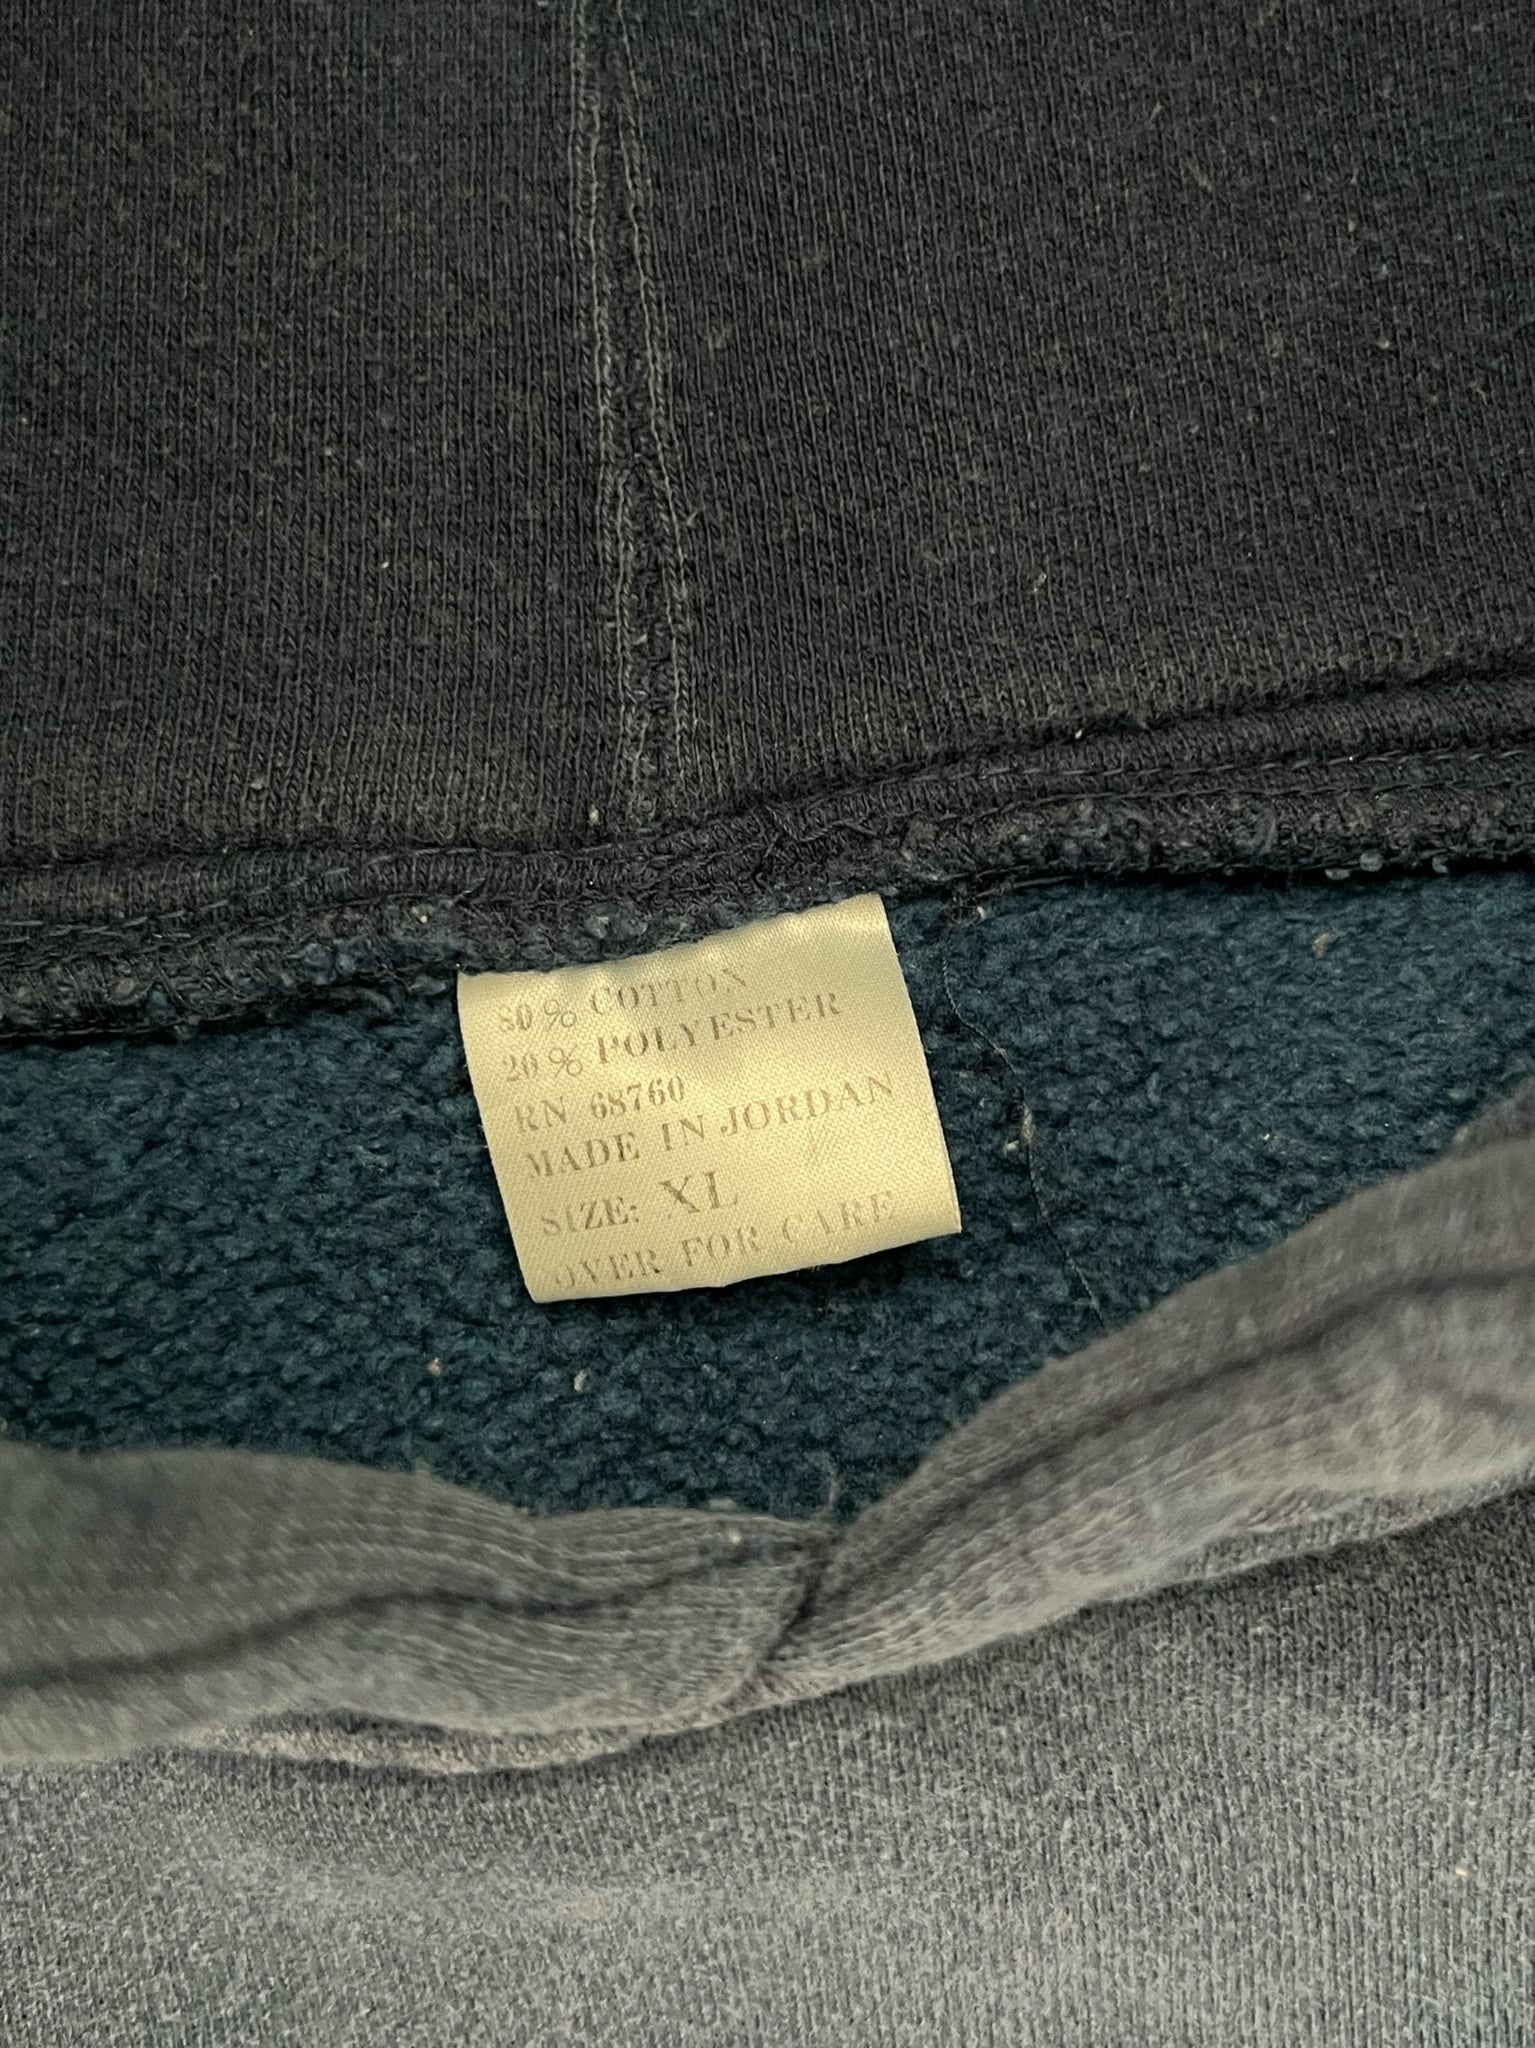 80% COTTON
20% POLYESTER
RN 68760
MADE IN JORDAN
SIZE: XL
OVER FOR CARE